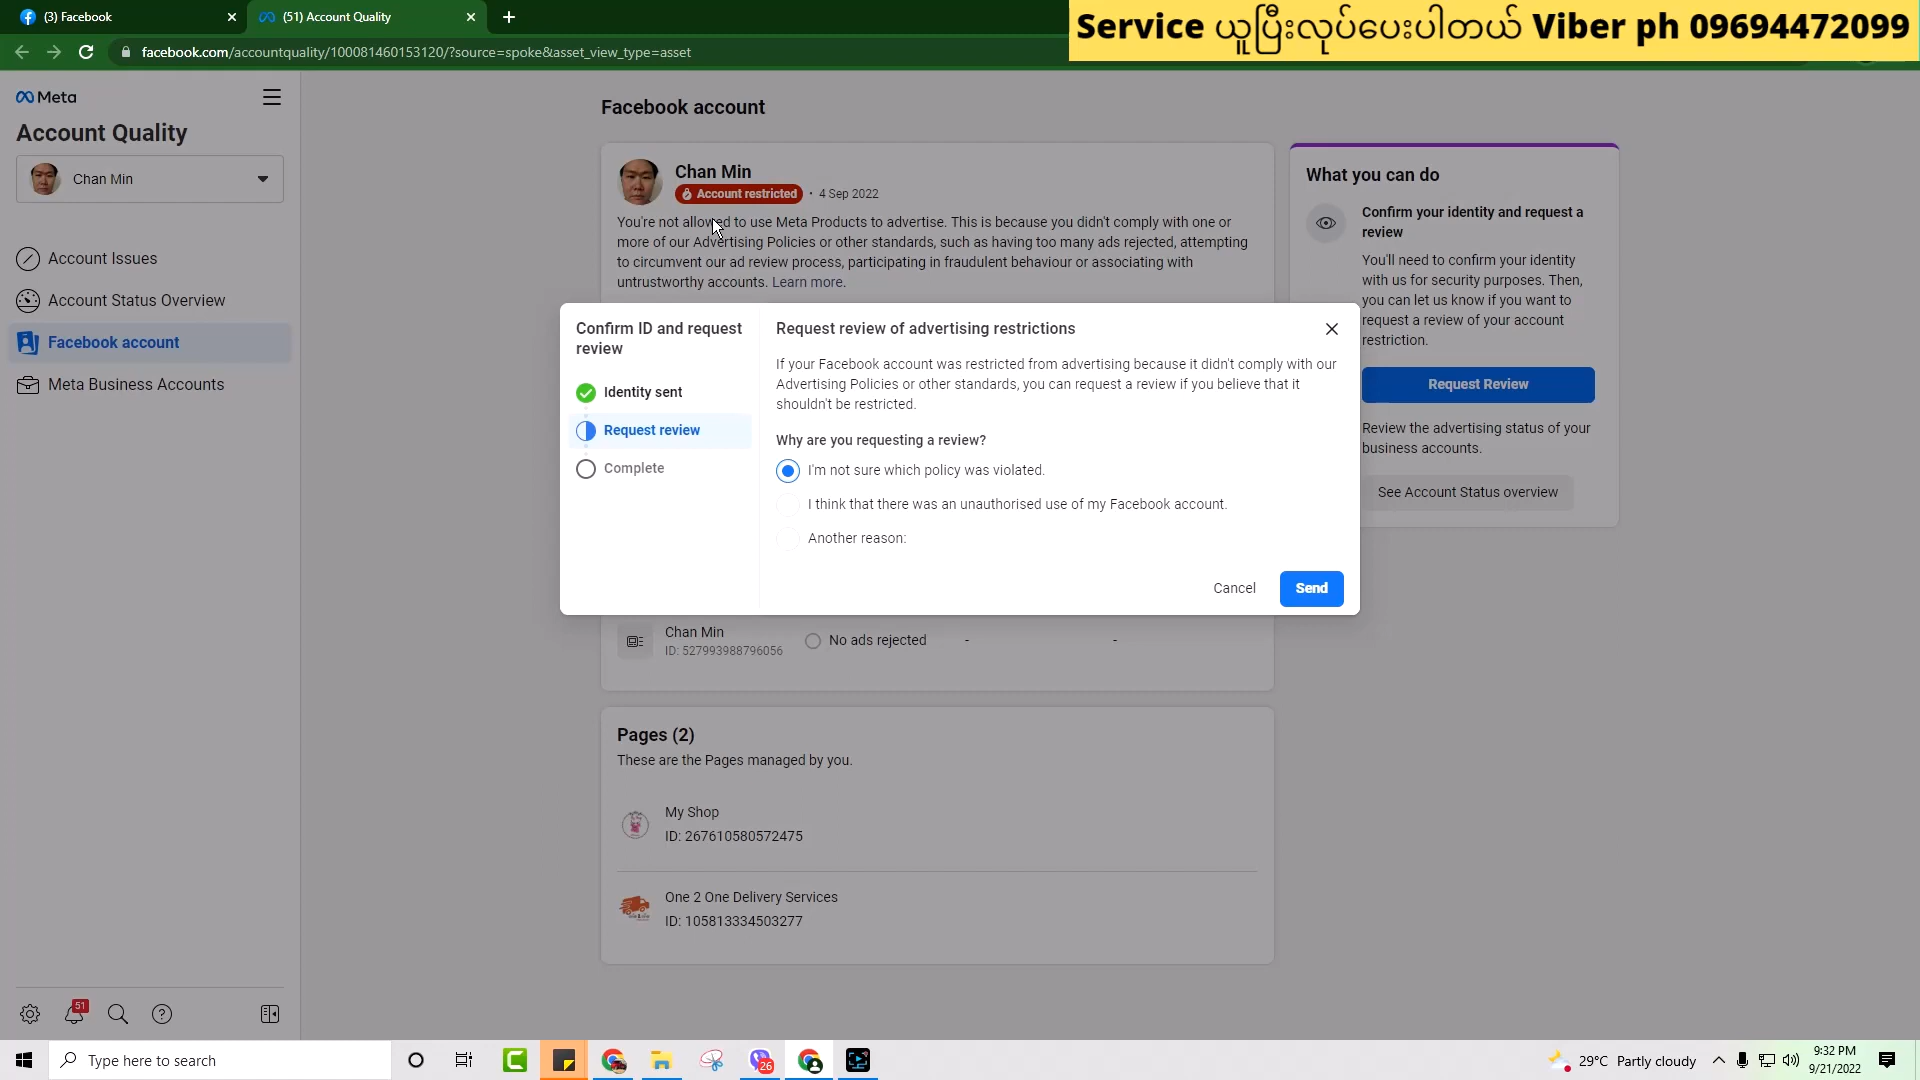 (3) Facebook
(51) Account Quality
Service ယူပြီးလုပ်ပေးပါတယ် Viber ph 09694472099
facebook.com/accountquality/100081460153120/?source=spoke&asset_view_type=asset
Meta
Account Quality
Chan Min
Account Issues
Account Status Overview
Facebook account
Meta Business Accounts
51
Facebook account
Chan Min
Account restricted · 4 Sep 2022
You're not allowed to use Meta Products to advertise. This is because you didn't comply with one or
more of our Advertising Policies or other standards, such as having too many ads rejected, attempting
to circumvent our ad review process, participating in fraudulent behaviour or associating with
untrustworthy accounts. Learn more.
What you can do
Confirm your identity and request a
review
You'll need to confirm your identity
with us for security purposes. Then,
you can let us know if you want to
request a review of your account
restriction.
Request Review
Review the advertising status of your
business accounts.
See Account Status overview
Confirm ID and request
review
Identity sent
Request review
Complete
Request review of advertising restrictions
If your Facebook account was restricted from advertising because it didn't comply with our
Advertising Policies or other standards, you can request a review if you believe that it
shouldn't be restricted.
Why are you requesting a review?
I'm not sure which policy was violated.
I think that there was an unauthorised use of my Facebook account.
Another reason:
Cancel
Send
Chan Min
ID: 527993988796056
No ads rejected
-
-
Pages (2)
These are the Pages managed by you.
My Shop
ID: 267610580572475
One 2 One Delivery Services
ID: 105813334503277
Type here to search
26
29°C Partly cloudy
9:32 PM
9/21/2022